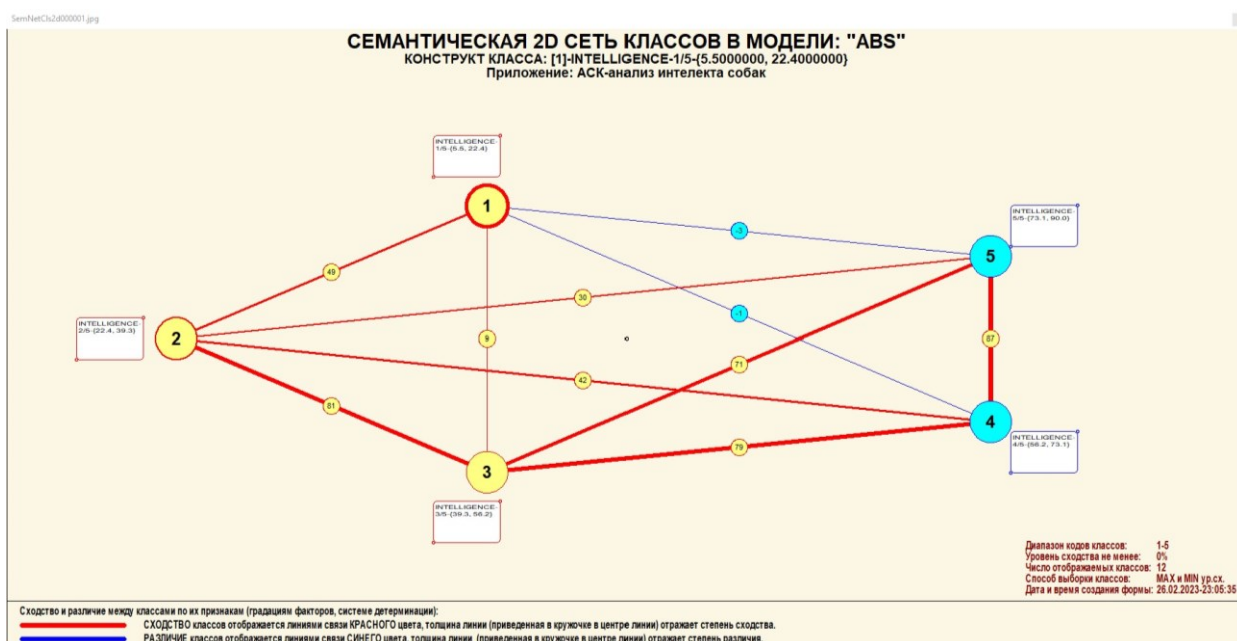 SemNetCls2d000001.jpg
СЕМАНТИЧЕСКАЯ 2D СЕТЬ КЛАССОВ В МОДЕЛИ: "ABS"
КОНСТРУКТ КЛАССА: [1]-INTELLIGENCE-1/5-{5.5000000, 22.4000000}
Приложение: АСК-анализ интелекта собак
INTELLIGENCE-
1/5-{5.5, 22.4}
1
INTELLIGENCE-
5/5-{73.1, 90.0}
-3
5
49
30
INTELLIGENCE-
2/5-{22.4, 39.3}
2
9
-1
87
71
42
81
4
INTELLIGENCE-
4/5-{56.2, 73.1}
79
3
INTELLIGENCE-
3/5-{39.3, 56.2}
Диапазон кодов классов: 1-5
Уровень сходства не менее: 0%
Число отображаемых классов: 12
Способ выборки классов: MAX и MIN ур.сх.
Дата и время создания формы: 26.02.2023-23:05:35
Сходство и различие между классами по их признакам (градациям факторов, системе детерминации):
СХОДСТВО классов отображается линиями связи КРАСНОГО цвета, толщина линии (приведенная в кружочке в центре линии) отражает степень сходства.
РАЗЛИЧИЕ классов отображается линиями связи СИНЕГО цвета, толщина линии (приведенная в кружочке в центре линии) отражает степень различия.